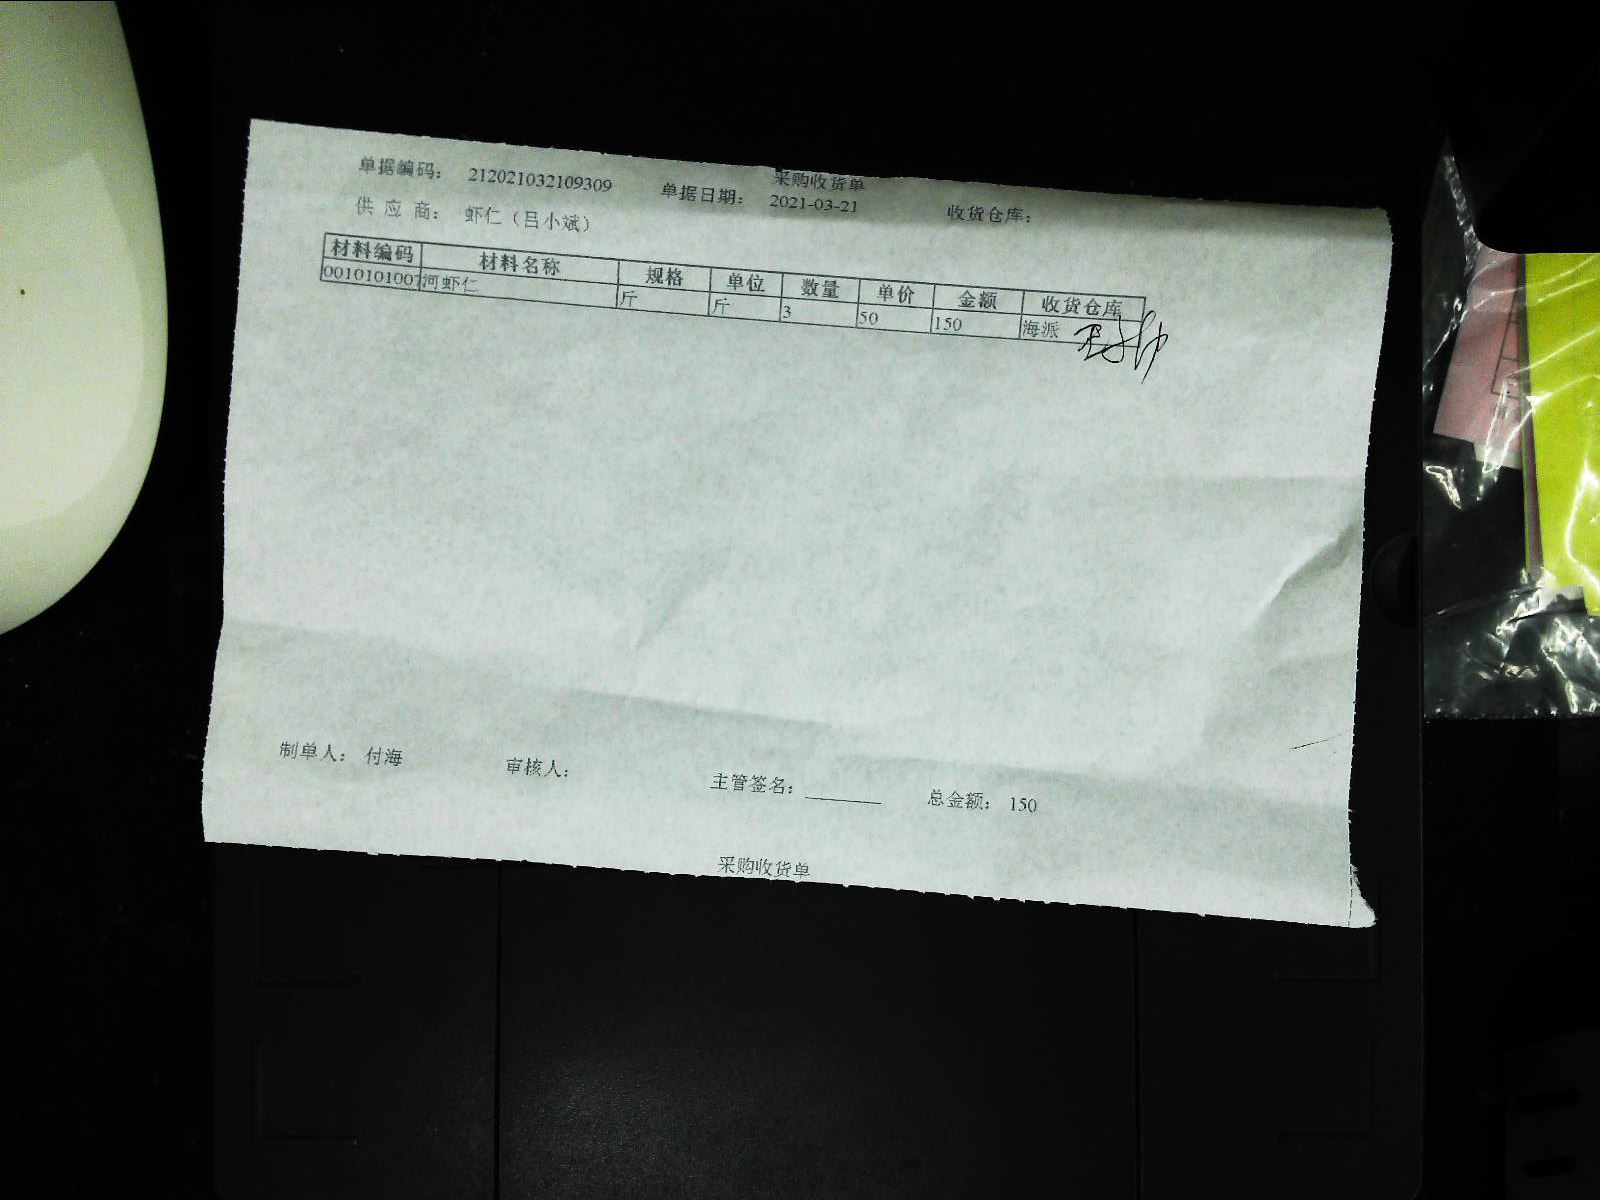 采购收货单
单据编码: 212021032109309 单据日期: 2021-03-21 收货仓库:
供 应 商: 虾仁（吕小斌）
材料编码 材料名称 规格 单位 数量 单价 金额 收货仓库
0010101007 河虾仁 斤 斤 3 50 150 海派
制单人: 付海 审核人: 主管签名: ________ 总金额: 150
采购收货单